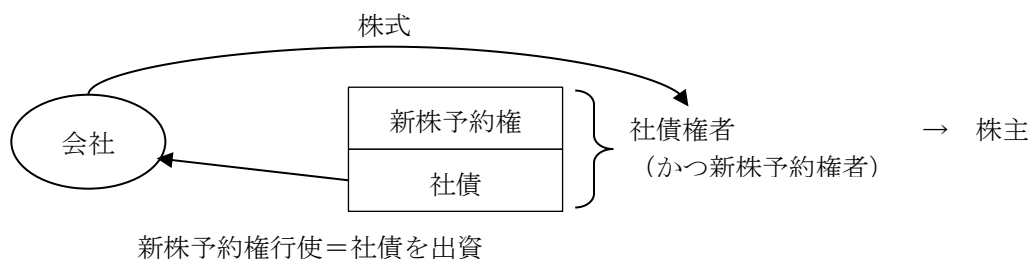 株式
会社
新株予約権
社債
社債権者 → 株主
（かつ新株予約権者）
新株予約権行使＝社債を出資